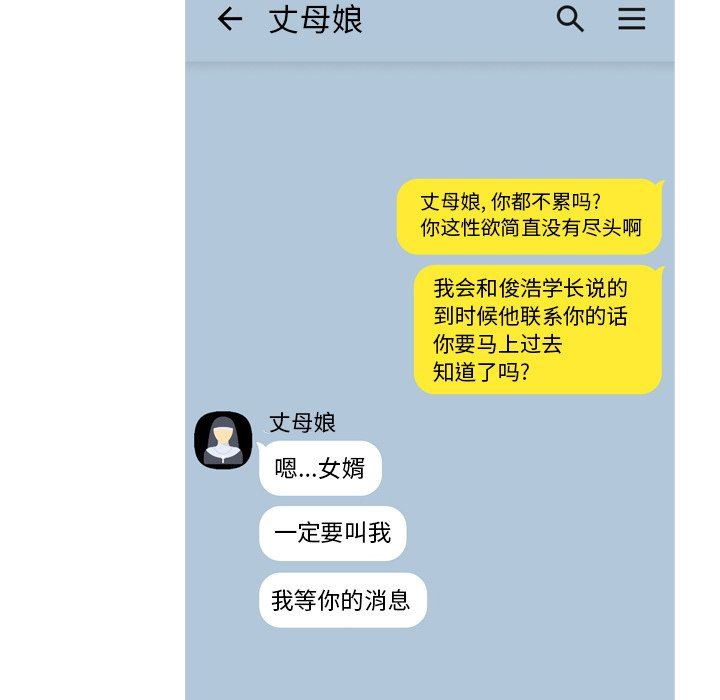 丈母娘
丈母娘, 你都不累吗?
你这性欲简直没有尽头啊
我会和俊浩学长说的
到时候他联系你的话
你要马上过去
知道了吗?
丈母娘
嗯...女婿
一定要叫我
我等你的消息